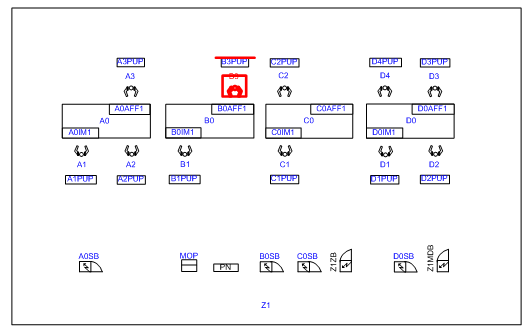 A3PUP B3PUP C2PUP D4PUP D3PUP
A3 B3 C2 D4 D3
A0AFF1 B0AFF1 C0AFF1 D0AFF1
A0 B0 C0 D0
A0IM1 B0IM1 C0IM1 D0IM1
A1 A2 B1 C1 D1 D2
A1PUP A2PUP B1PUP C1PUP D1PUP D2PUP
A0SB MOP PN B0SB C0SB Z1ZB D0SB Z1MDB
Z1